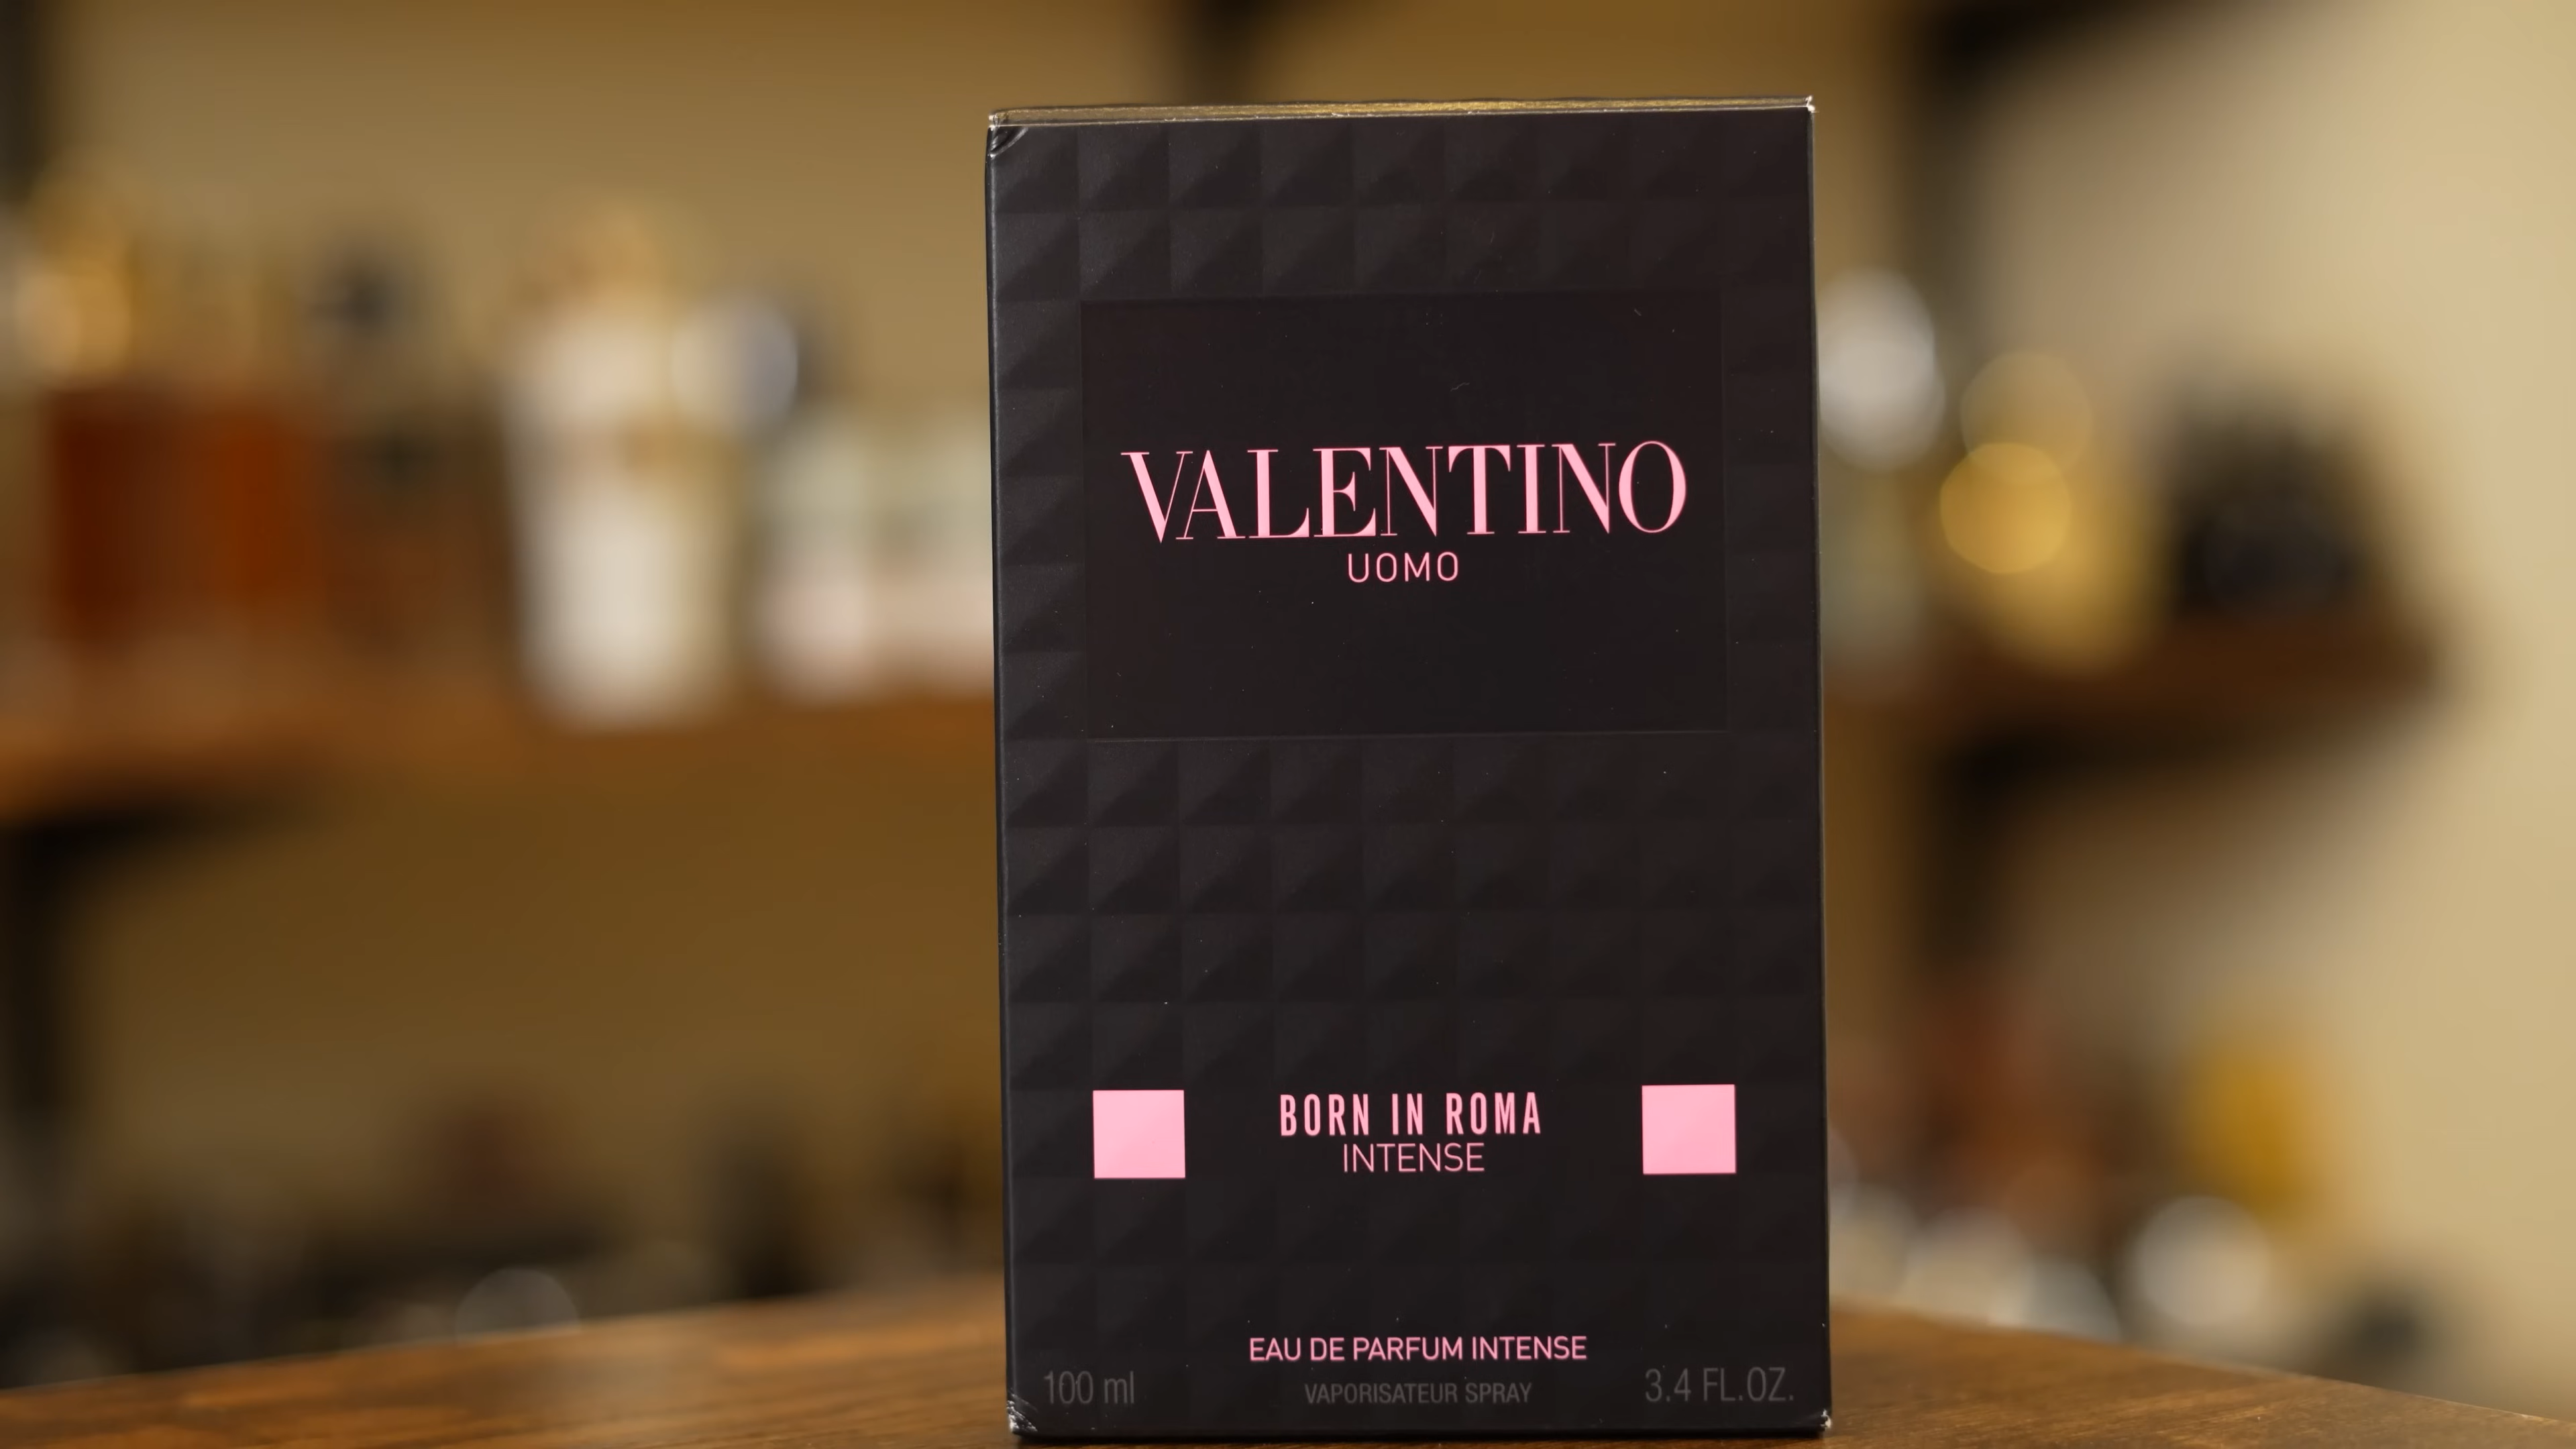 VALENTINO
UOMO
BORN IN ROMA
INTENSE
EAU DE PARFUM INTENSE
100 ml
VAPORISATEUR SPRAY
3.4 FL.OZ.